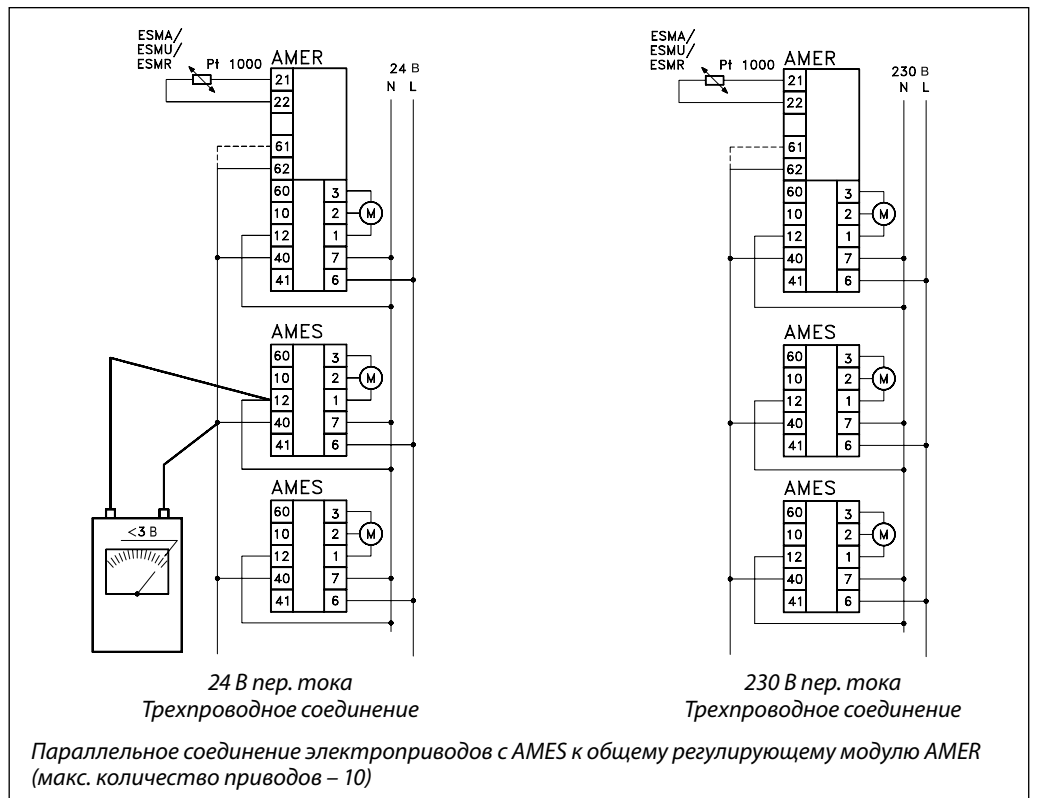 ESMA/
ESMU/
ESMR Pt 1000 AMER
24 В
N L
21
22
61
62
60 3
10 2 M
12 1
40 7
41 6
AMES
60 3
10 2 M
12 1
40 7
41 6
<3 В
AMES
60 3
10 2 M
12 1
40 7
41 6
24 В пер. тока
Трехпроводное соединение
ESMA/
ESMU/
ESMR Pt 1000 AMER
230 В
N L
21
22
61
62
60 3
10 2 M
12 1
40 7
41 6
AMES
60 3
10 2 M
12 1
40 7
41 6
AMES
60 3
10 2 M
12 1
40 7
41 6
230 В пер. тока
Трехпроводное соединение
Параллельное соединение электроприводов с AMES к общему регулирующему модулю AMER
(макс. количество приводов – 10)